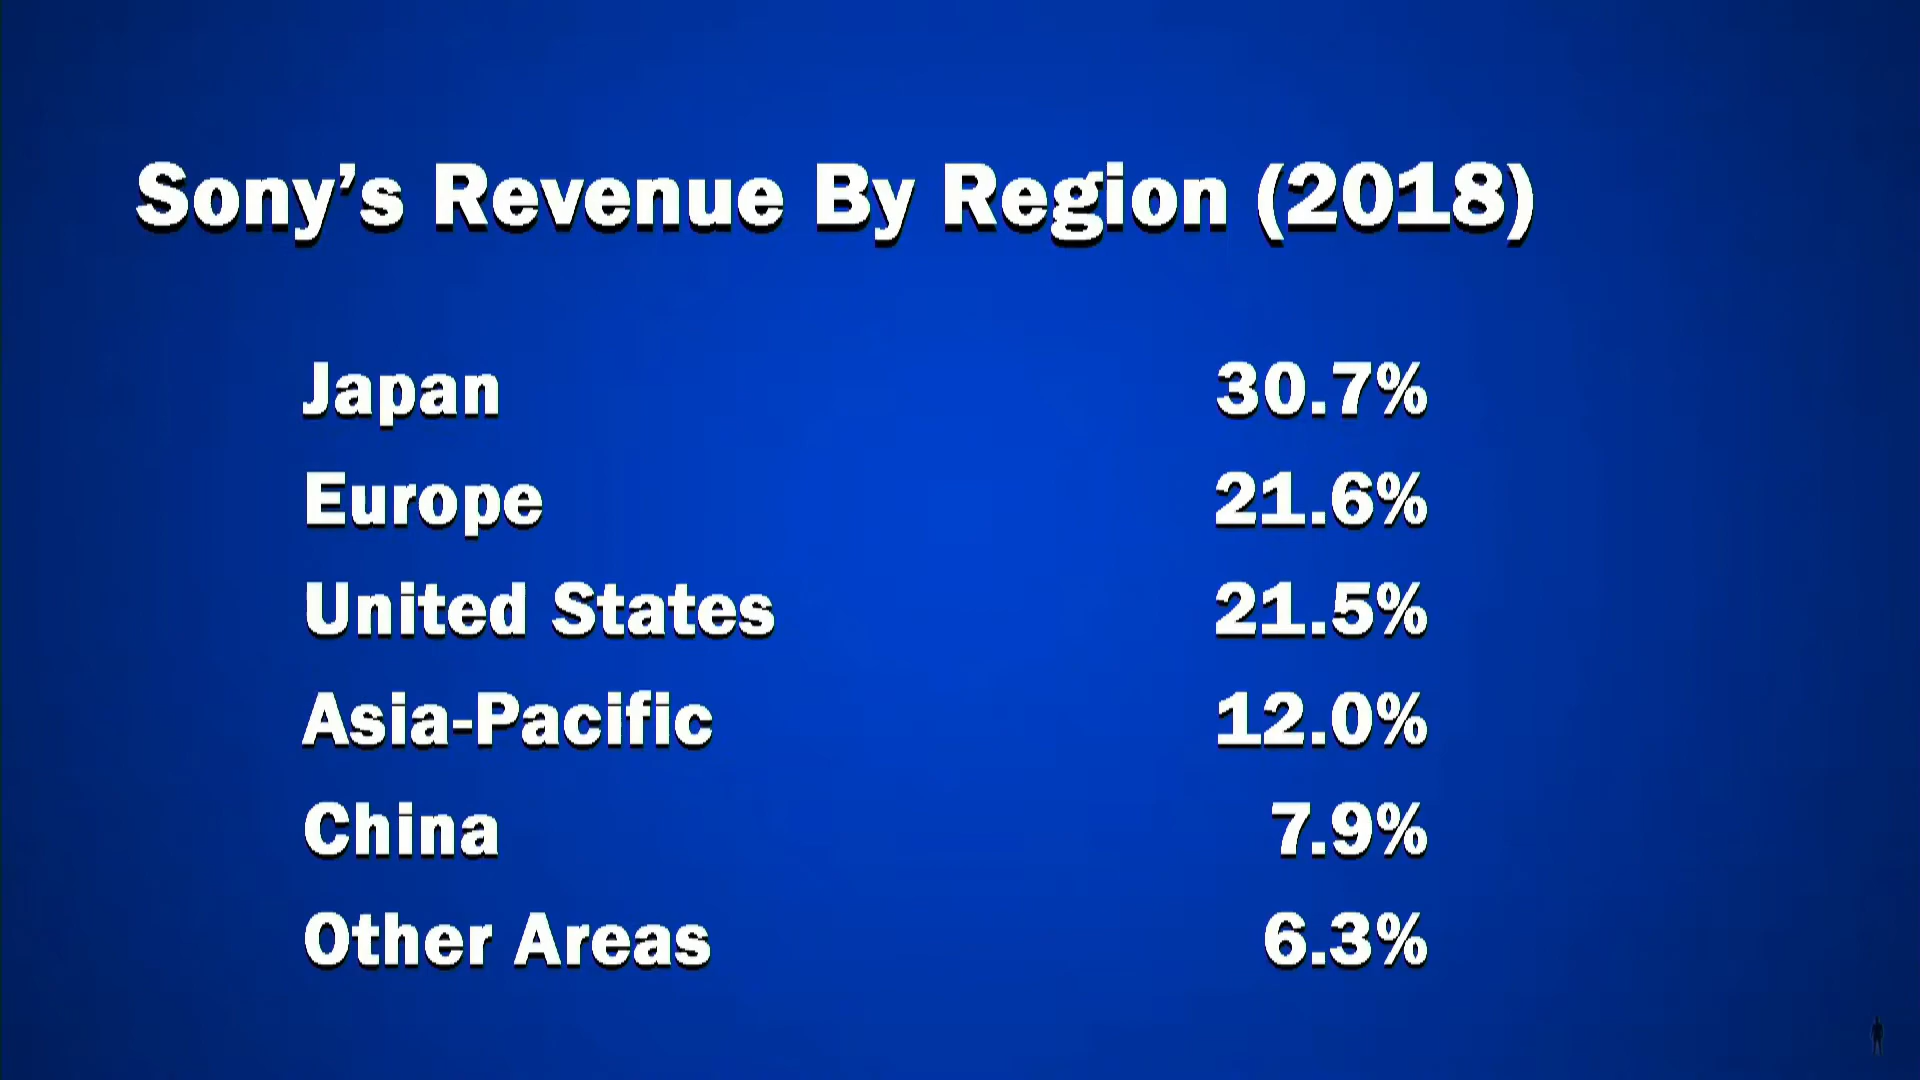 Sony’s Revenue By Region (2018)
Japan 30.7%
Europe 21.6%
United States 21.5%
Asia-Pacific 12.0%
China 7.9%
Other Areas 6.3%